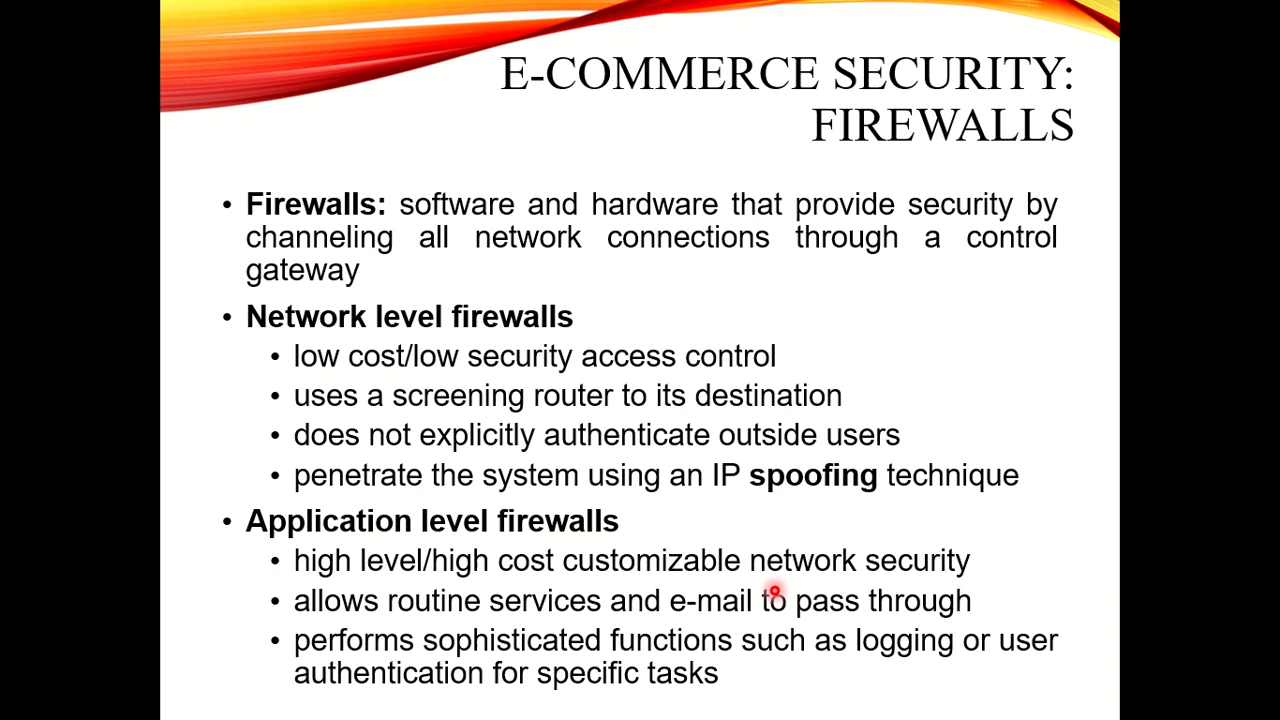 E-COMMERCE SECURITY:
FIREWALLS
• Firewalls: software and hardware that provide security by
channeling all network connections through a control
gateway
• Network level firewalls
• low cost/low security access control
• uses a screening router to its destination
• does not explicitly authenticate outside users
• penetrate the system using an IP spoofing technique
• Application level firewalls
• high level/high cost customizable network security
• allows routine services and e-mail to pass through
• performs sophisticated functions such as logging or user
authentication for specific tasks